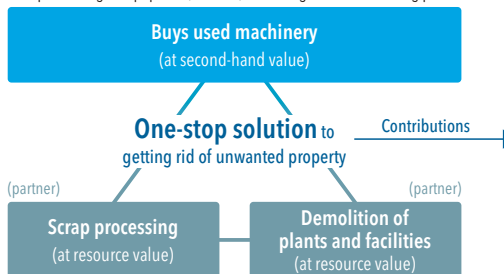 Buys used machinery
(at second-hand value)
One-stop solution to
getting rid of unwanted property
Contributions
(partner)
(partner)
Scrap processing
(at resource value)
Demolition of
plants and facilities
(at resource value)